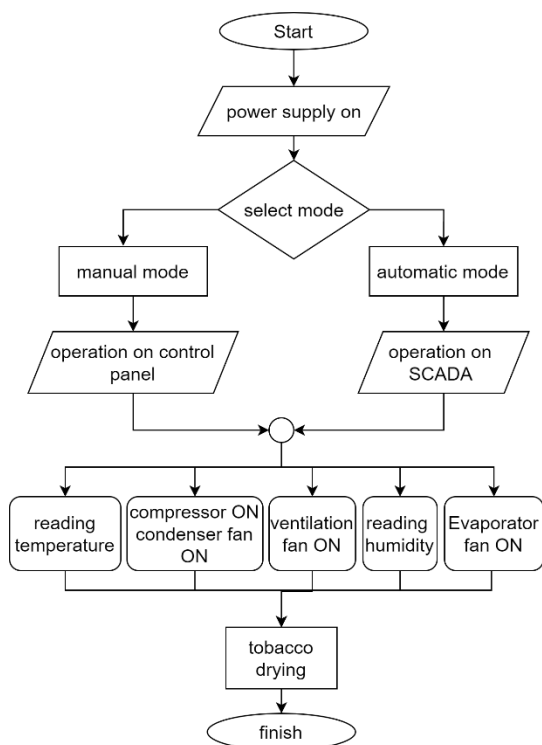 Start
power supply on
select mode
manual mode
automatic mode
operation on control
panel
operation on
SCADA
reading
temperature
compressor ON
condenser fan
ON
ventilation
fan ON
reading
humidity
Evaporator
fan ON
tobacco
drying
finish